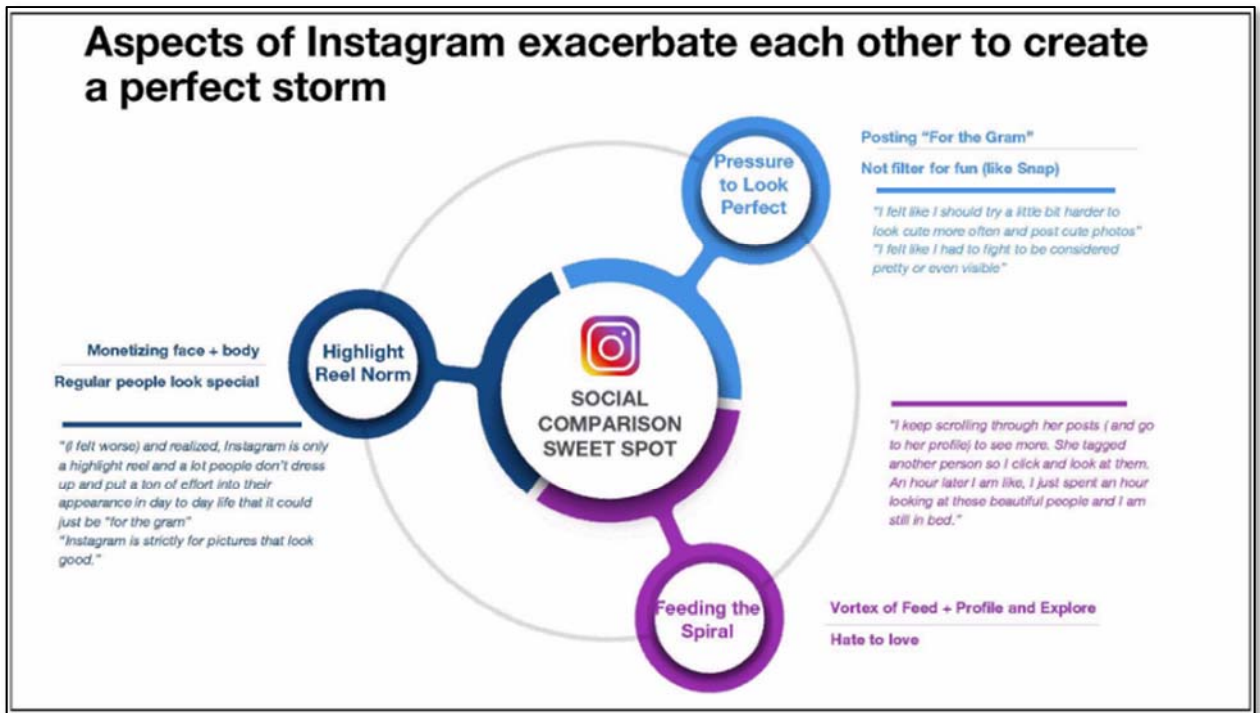 Aspects of Instagram exacerbate each other to create
a perfect storm
Pressure
to Look
Perfect
Posting “For the Gram”
Not filter for fun (like Snap)
"I felt like I should try a little bit harder to
look cute more often and post cute photos"
"I felt like I had to fight to be considered
pretty or even visible"
Highlight
Reel Norm
Monetizing face + body
Regular people look special
"(I felt worse) and realized, Instagram is only
a highlight reel and a lot people don't dress
up and put a ton of effort into their
appearance in day to day life that it could
just be "for the gram"
"Instagram is strictly for pictures that look
good."
SOCIAL
COMPARISON
SWEET SPOT
"I keep scrolling through her posts ( and go
to her profile) to see more. She tagged
another person so I click and look at them.
An hour later I am like, I just spent an hour
looking at these beautiful people and I am
still in bed."
Feeding the
Spiral
Vortex of Feed + Profile and Explore
Hate to love